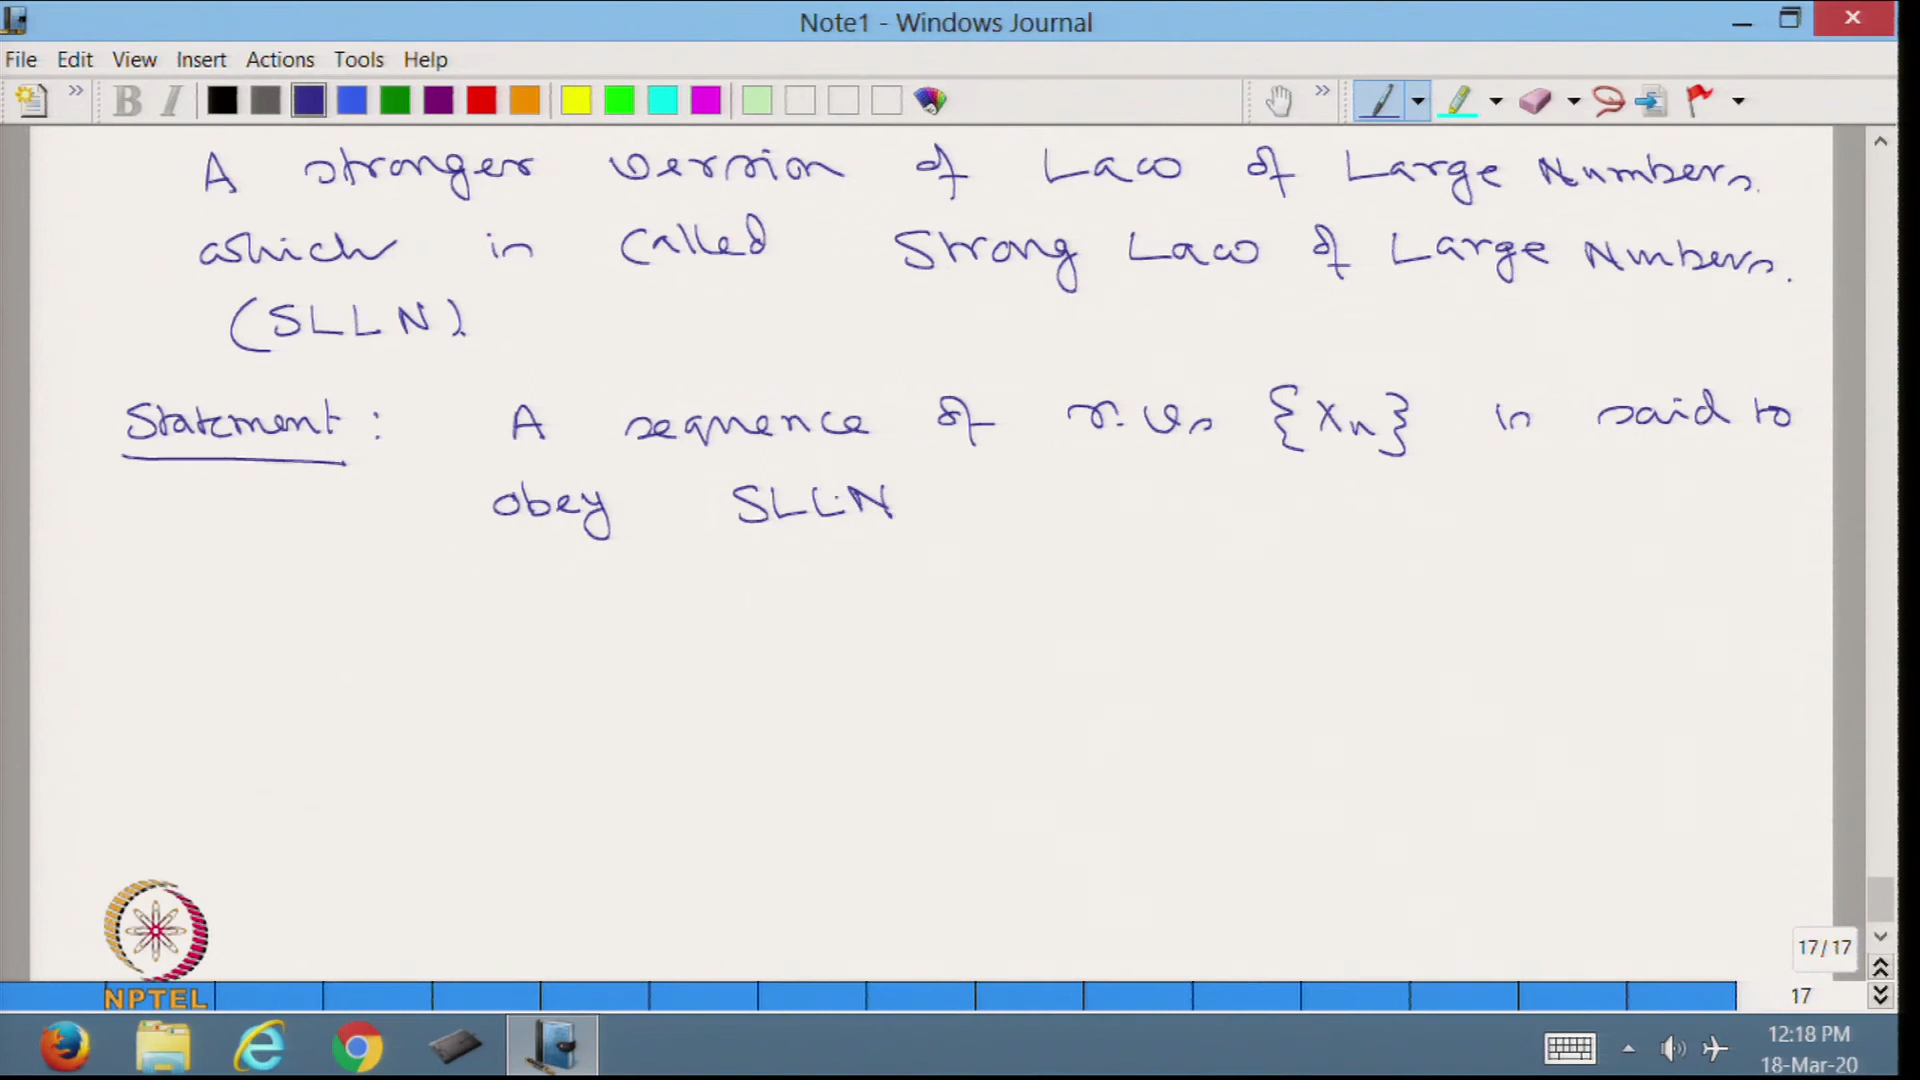 Note1 - Windows Journal
File Edit View Insert Actions Tools Help
B I
A stronger version of Law of Large Numbers.
which is called Strong Law of Large Numbers.
(SLLN).
Statement : A sequence of r.vs {Xn} is said to
obey SLLN
17/17
NPTEL
17
12:18 PM
18-Mar-20